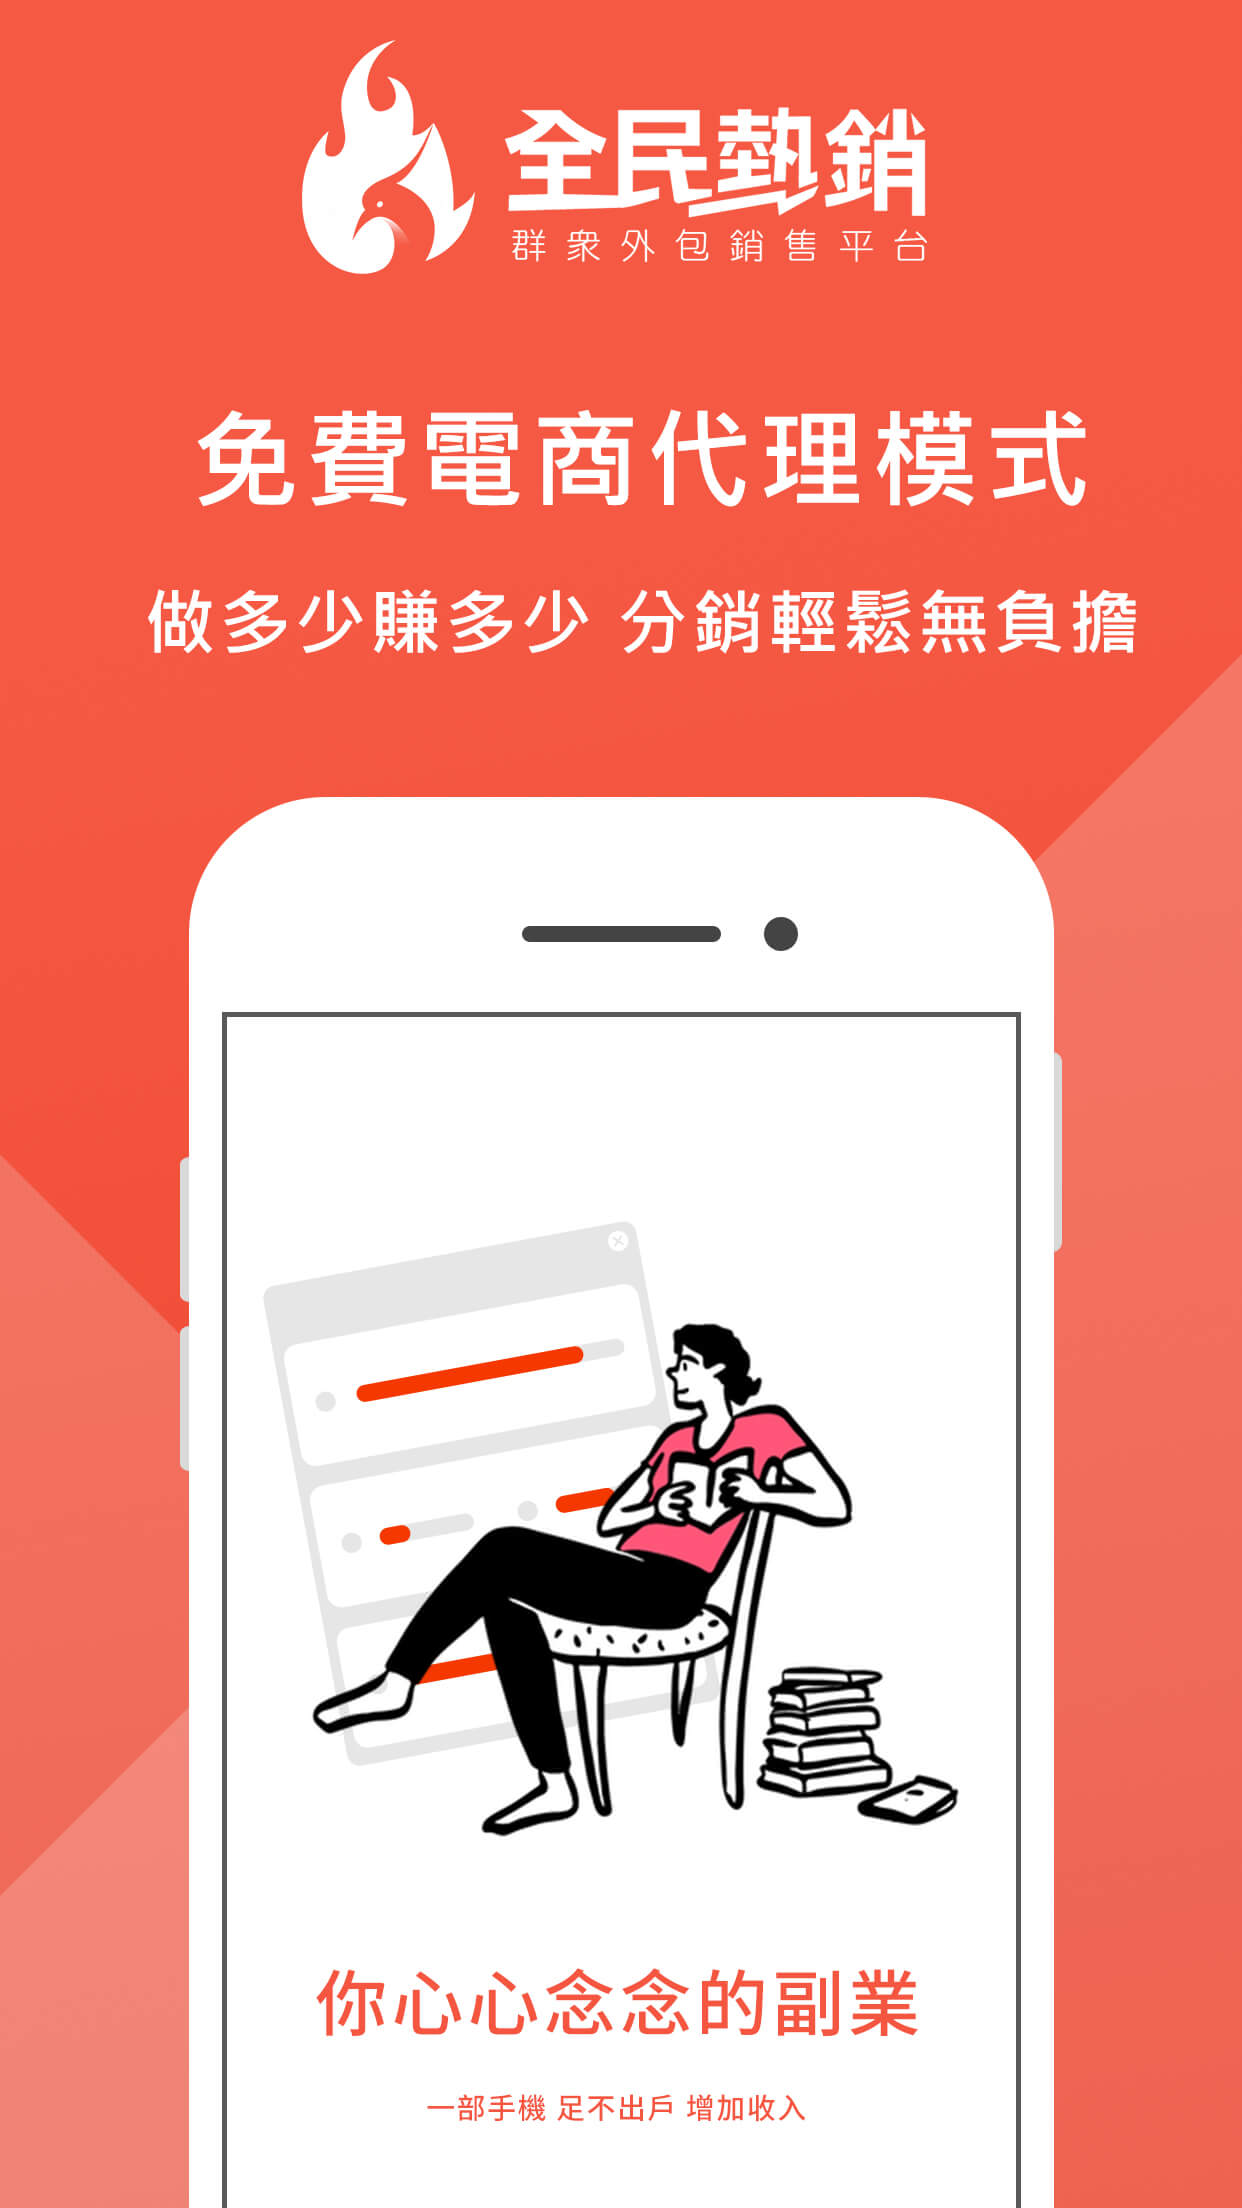 全民熱銷
群眾外包銷售平台
免費電商代理模式
做多少賺多少 分銷輕鬆無負擔
你心心念念的副業
一部手機 足不出戶 增加收入